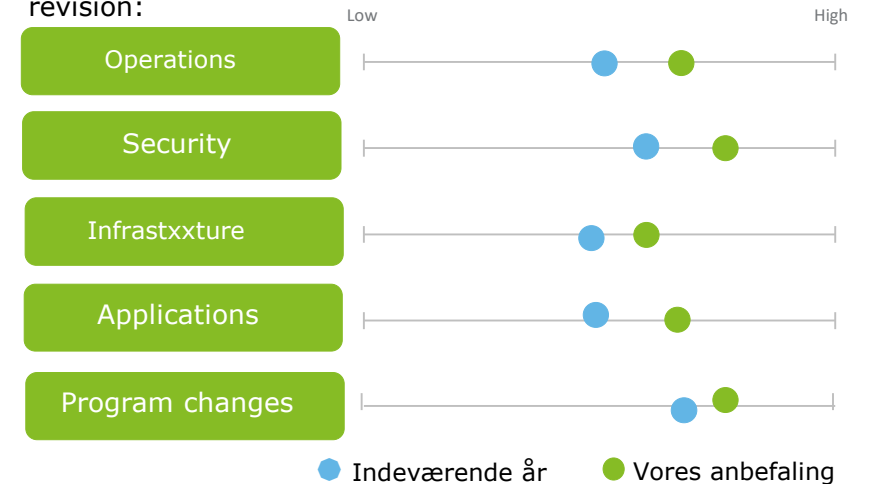 revision:
Low High
Operations
Security
Infrastxxture
Applications
Program changes
Indeværende år Vores anbefaling